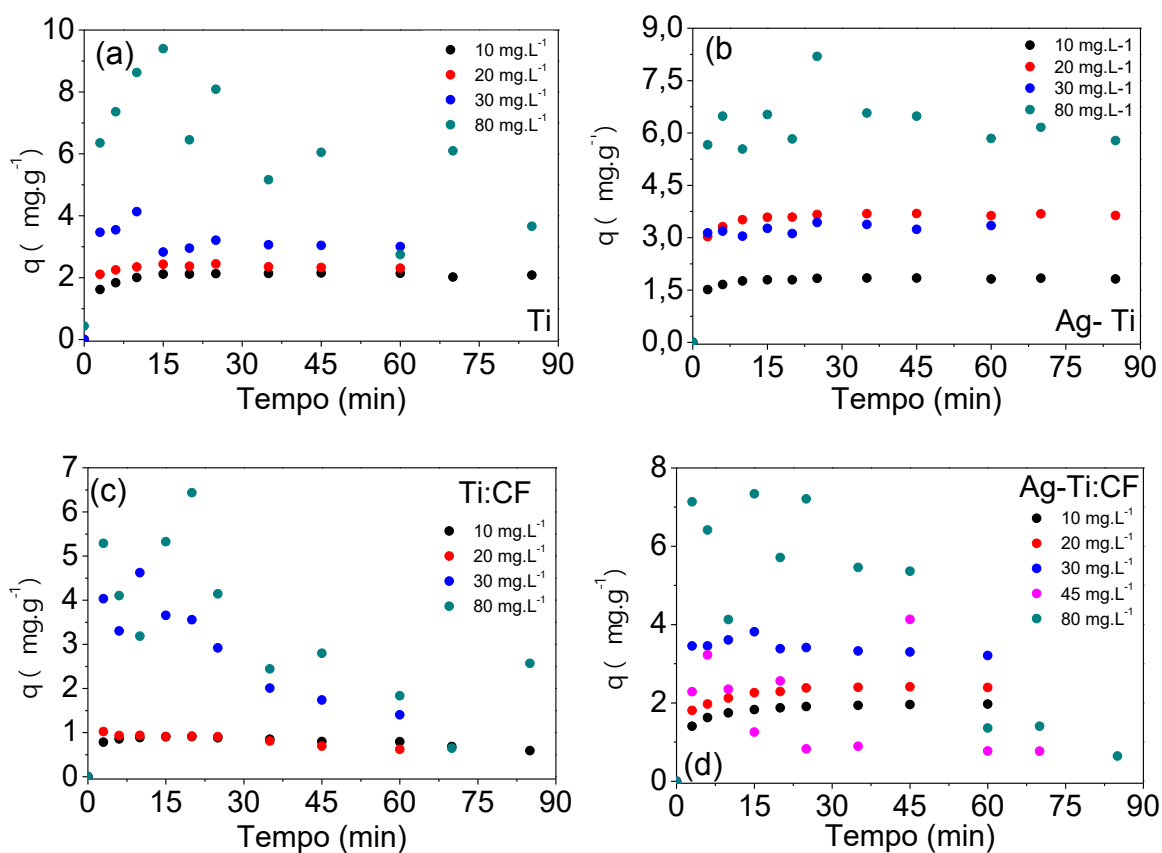 (a)
10 mg.L⁻¹
20 mg.L⁻¹
30 mg.L⁻¹
80 mg.L⁻¹
10
8
6
4
2
0
q ( mg.g⁻¹)
Ti
0 15 30 45 60 75 90
Tempo (min)
(b)
10 mg.L-1
20 mg.L-1
30 mg.L-1
80 mg.L-1
9,0
7,5
6,0
4,5
3,0
1,5
0,0
q ( mg.g⁻¹)
Ag- Ti
0 15 30 45 60 75 90
Tempo (min)
(c)
Ti:CF
10 mg.L⁻¹
20 mg.L⁻¹
30 mg.L⁻¹
80 mg.L⁻¹
7
6
5
4
3
2
1
0
q ( mg.g⁻¹)
0 15 30 45 60 75 90
Tempo (min)
Ag-Ti:CF
10 mg.L⁻¹
20 mg.L⁻¹
30 mg.L⁻¹
45 mg.L⁻¹
80 mg.L⁻¹
8
6
4
2
0
q ( mg.g⁻¹)
(d)
0 15 30 45 60 75 90
Tempo (min)